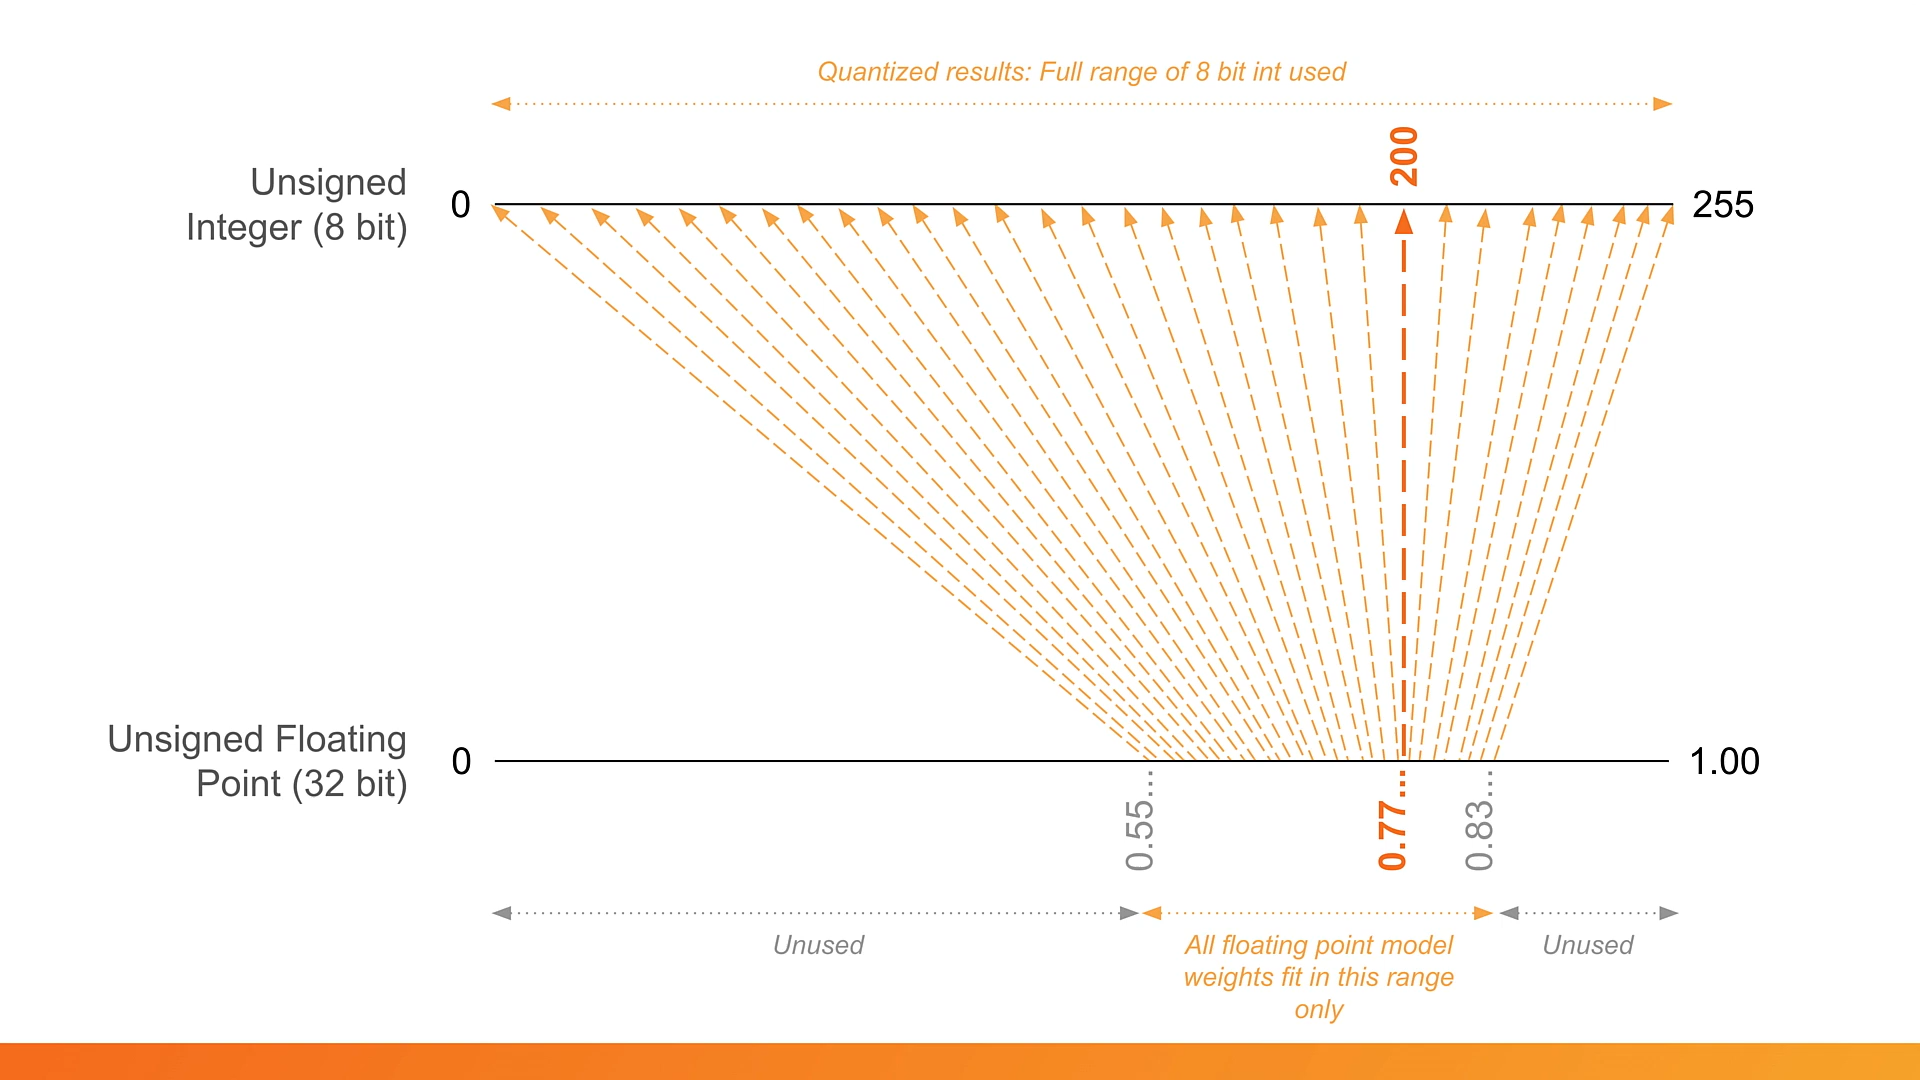 Quantized results: Full range of 8 bit int used
200
Unsigned
Integer (8 bit)
0
255
Unsigned Floating
Point (32 bit)
0
1.00
0.55...
0.77...
0.83...
Unused
All floating point model
weights fit in this range
only
Unused